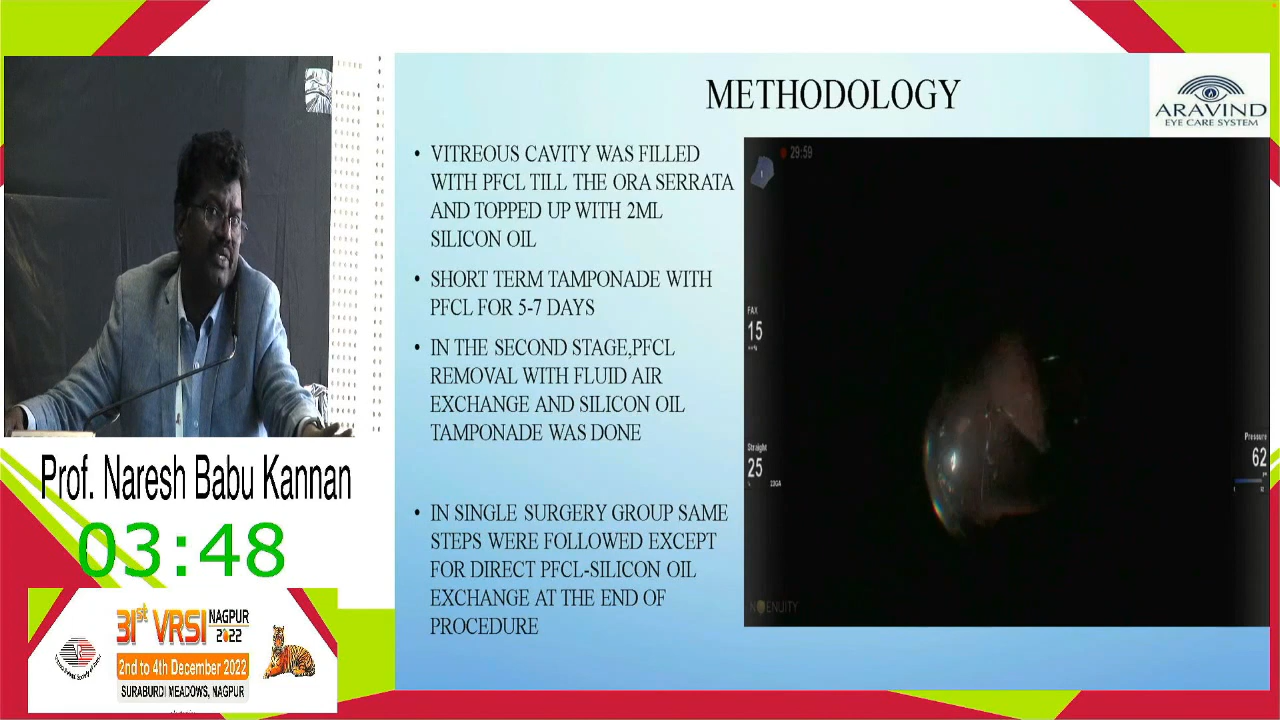 METHODOLOGY
ARAVIND
EYE CARE SYSTEM
• VITREOUS CAVITY WAS FILLED
WITH PFCL TILL THE ORA SERRATA
AND TOPPED UP WITH 2ML
SILICON OIL
• SHORT TERM TAMPONADE WITH
PFCL FOR 5-7 DAYS
• IN THE SECOND STAGE,PFCL
REMOVAL WITH FLUID AIR
EXCHANGE AND SILICON OIL
TAMPONADE WAS DONE
• IN SINGLE SURGERY GROUP SAME
STEPS WERE FOLLOWED EXCEPT
FOR DIRECT PFCL-SILICON OIL
EXCHANGE AT THE END OF
PROCEDURE
29:59
FAX
15
Straight
25
23GA
Pressure
62
Prof. Naresh Babu Kannan
03:48
31st VRSI NAGPUR
2022
2nd to 4th December 2022
SURABURDI MEADOWS, NAGPUR